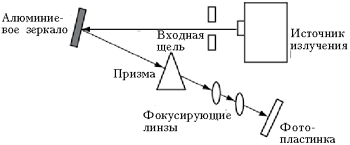 Алюминие-
вое зеркало
Входная
щель
Источник
излучения
Призма
Фокусирующие
линзы
Фото-
пластинка